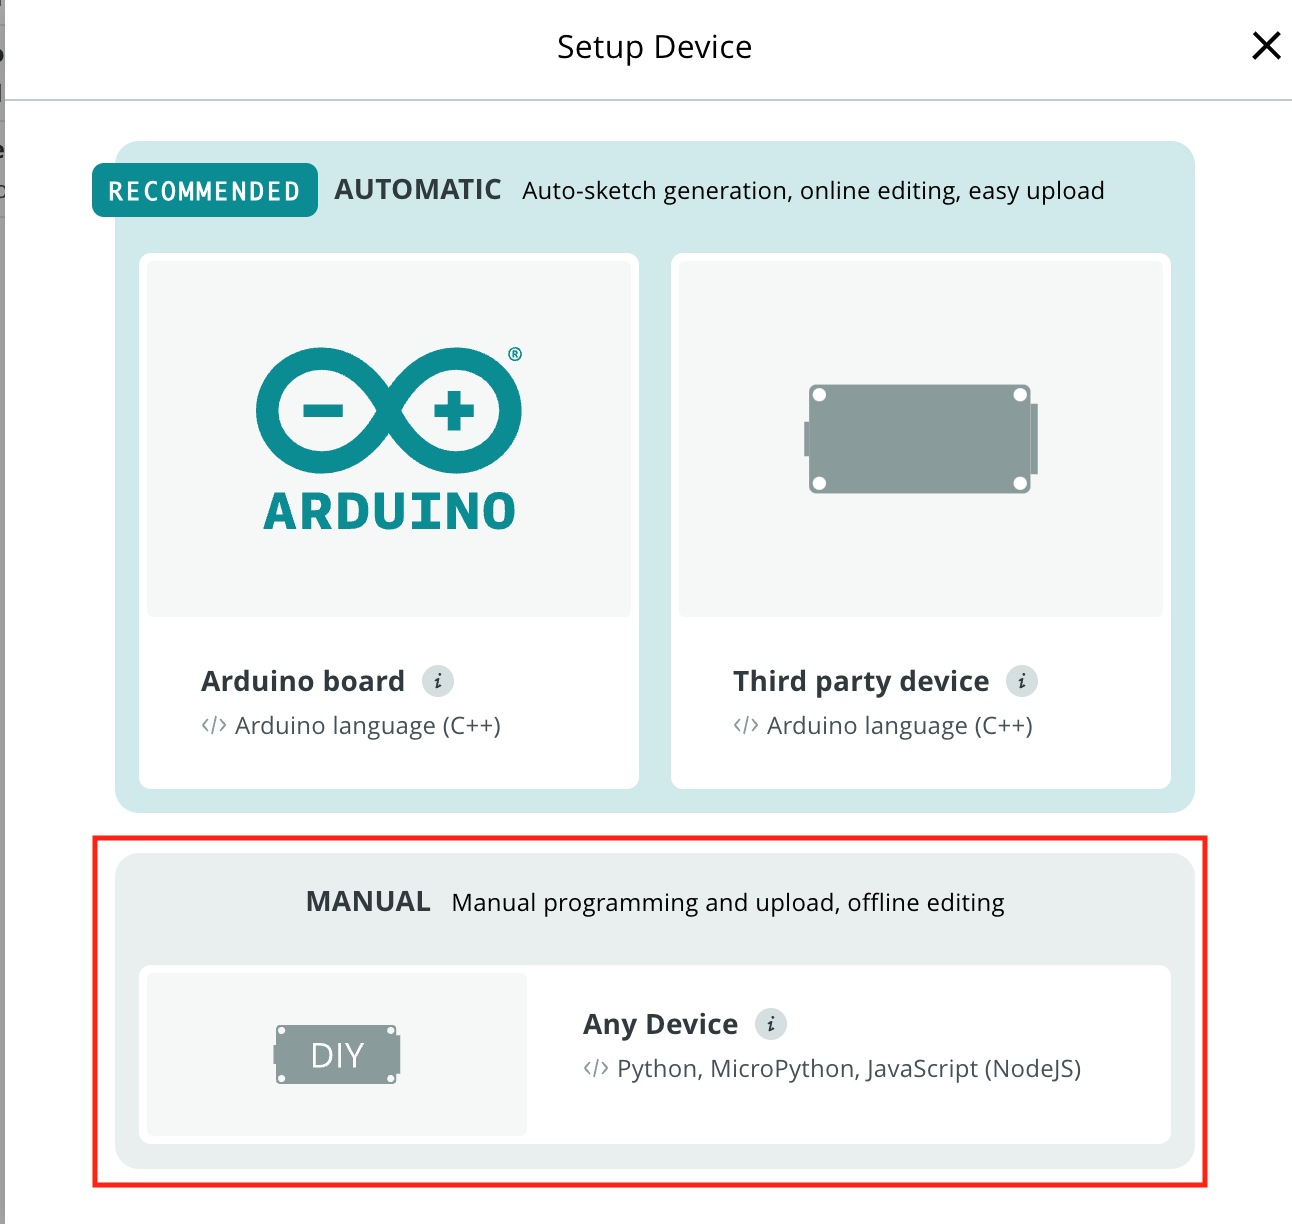 Setup Device
RECOMMENDED AUTOMATIC Auto-sketch generation, online editing, easy upload
®
ARDUINO
Arduino board i
</> Arduino language (C++)
Third party device i
</> Arduino language (C++)
MANUAL Manual programming and upload, offline editing
DIY
Any Device i
</> Python, MicroPython, JavaScript (NodeJS)